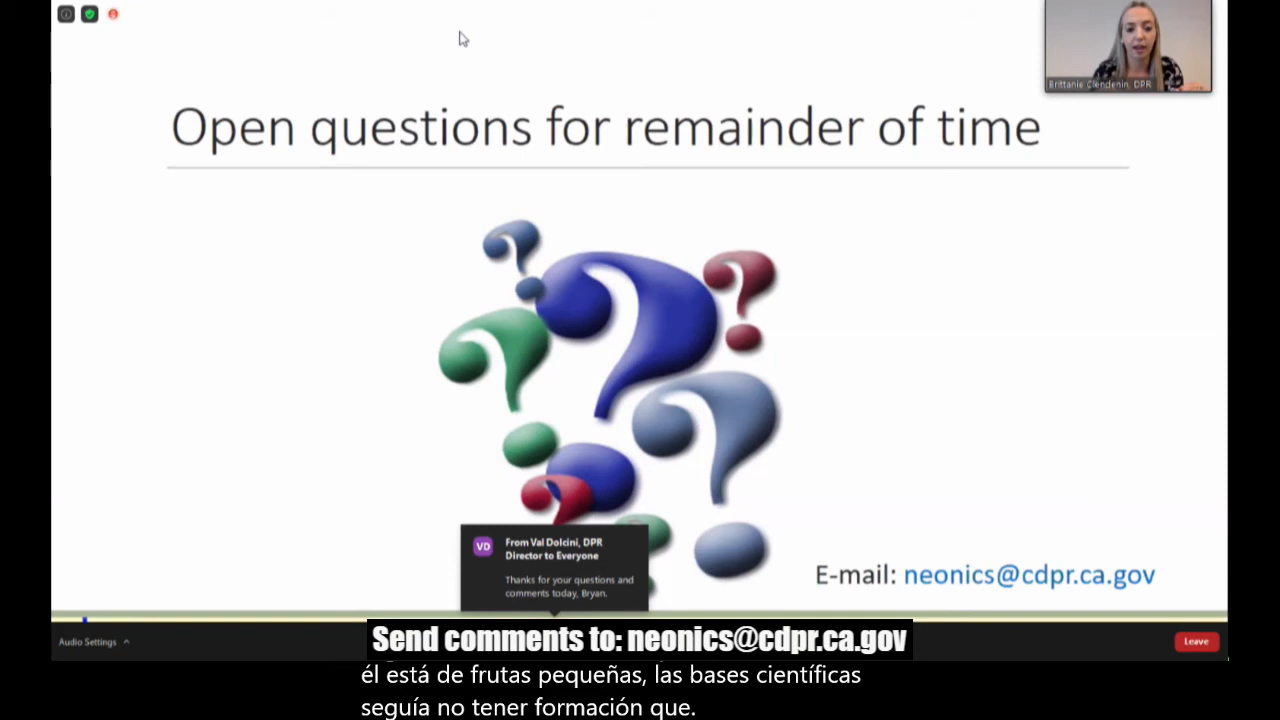 Brittanie Clendenin, DPR
Open questions for remainder of time
VD
From Val Dolcini, DPR
Director to Everyone
Thanks for your questions and
comments today, Bryan.
E-mail: neonics@cdpr.ca.gov
Audio Settings
Leave
Send comments to: neonics@cdpr.ca.gov
él está de frutas pequeñas, las bases científicas
seguía no tener formación que.